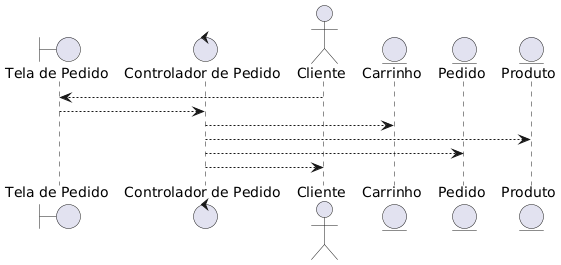 Tela de Pedido
Controlador de Pedido
Cliente
Carrinho
Pedido
Produto
Tela de Pedido
Controlador de Pedido
Cliente
Carrinho
Pedido
Produto